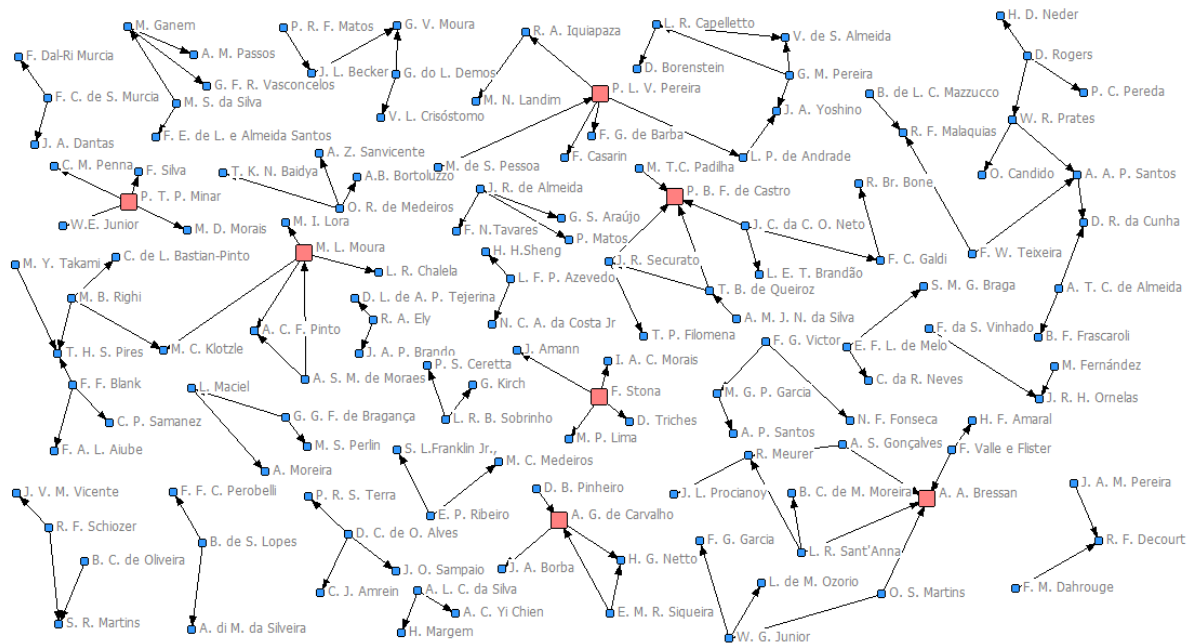 M. Ganem
P. R. F. Matos
G. V. Moura
R. A. Iquiapaza
L. R. Capelletto
V. de S. Almeida
H. D. Neder
F. Dal-Ri Murcia
A. M. Passos
D. Rogers
J. L. Becker
G. do L. Demos
D. Borenstein
G. M. Pereira
G. F. R. Vasconcelos
P. C. Pereda
F. C. de S. Murcia
M. S. da Silva
M. N. Landim
P. L. V. Pereira
B. de L. C. Mazzucco
V. L. Crisóstomo
J. A. Yoshino
W. R. Prates
F. E. de L. e Almeida Santos
F. G. de Barba
R. F. Malaquias
J. A. Dantas
A. Z. Sanvicente
F. Casarin
L. P. de Andrade
C. M. Penna
F. Silva
T. K. N. Baidya
M. de S. Pessoa
M. T.C. Padilha
O. Candido
A. A. P. Santos
A.B. Bortoluzzo
R. Br. Bone
J. R. de Almeida
P. B. F. de Castro
P. T. P. Minar
O. R. de Medeiros
G. S. Araújo
D. R. da Cunha
W.E. Junior
M. D. Morais
M. I. Lora
F. N.Tavares
P. Matos
J. C. da C. O. Neto
M. L. Moura
H. H.Sheng
F. W. Teixeira
C. de L. Bastian-Pinto
J. R. Securato
F. C. Galdi
M. Y. Takami
L. R. Chalela
L. F. P. Azevedo
L. E. T. Brandão
S. M. G. Braga
A. T. C. de Almeida
M. B. Righi
D. L. de A. P. Tejerina
T. B. de Queiroz
A. C. F. Pinto
R. A. Ely
N. C. A. da Costa Jr
A. M. J. N. da Silva
F. da S. Vinhado
T. P. Filomena
B. F. Frascaroli
T. H. S. Pires
M. C. Klotzle
J. A. P. Brando
J. Amann
F. G. Victor
E. F. L. de Melo
I. A. C. Morais
P. S. Ceretta
M. Fernández
A. S. M. de Moraes
G. Kirch
C. da R. Neves
F. F. Blank
L. Maciel
F. Stona
M. G. P. Garcia
J. R. H. Ornelas
G. G. F. de Bragança
L. R. B. Sobrinho
D. Triches
N. F. Fonseca
H. F. Amaral
C. P. Samanez
A. P. Santos
M. S. Perlin
M. P. Lima
A. S. Gonçalves
F. A. L. Aiube
S. L.Franklin Jr.,
F. Valle e Flister
A. Moreira
M. C. Medeiros
R. Meurer
J. V. M. Vicente
F. F. C. Perobelli
P. R. S. Terra
D. B. Pinheiro
J. L. Procianoy
B. C. de M. Moreira
A. A. Bressan
J. A. M. Pereira
E. P. Ribeiro
A. G. de Carvalho
R. F. Schiozer
D. C. de O. Alves
B. de S. Lopes
F. G. Garcia
R. F. Decourt
L. R. Sant'Anna
B. C. de Oliveira
J. O. Sampaio
J. A. Borba
H. G. Netto
L. de M. Ozorio
C. J. Amrein
A. L. C. da Silva
O. S. Martins
F. M. Dahrouge
S. R. Martins
A. di M. da Silveira
A. C. Yi Chien
E. M. R. Siqueira
H. Margem
W. G. Junior